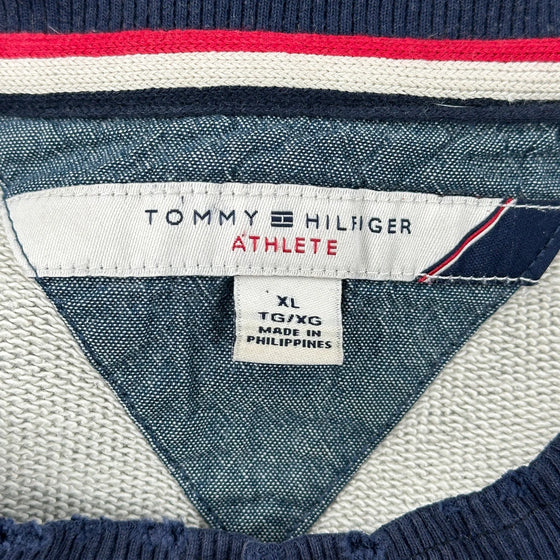 TOMMY HILFIGER
ATHLETE
XL
TG/XG
MADE IN
PHILIPPINES